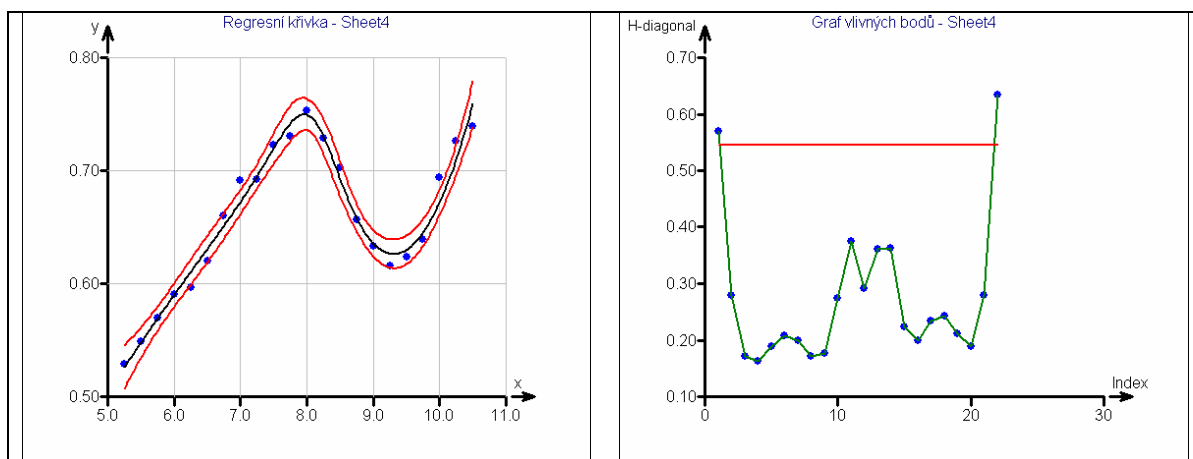 Regresní křivka - Sheet4
y
0.80
0.70
0.60
0.50
x
5.0 6.0 7.0 8.0 9.0 10.0 11.0
Graf vlivných bodů - Sheet4
H-diagonal
0.70
0.60
0.50
0.40
0.30
0.20
0.10
Index
0 10 20 30